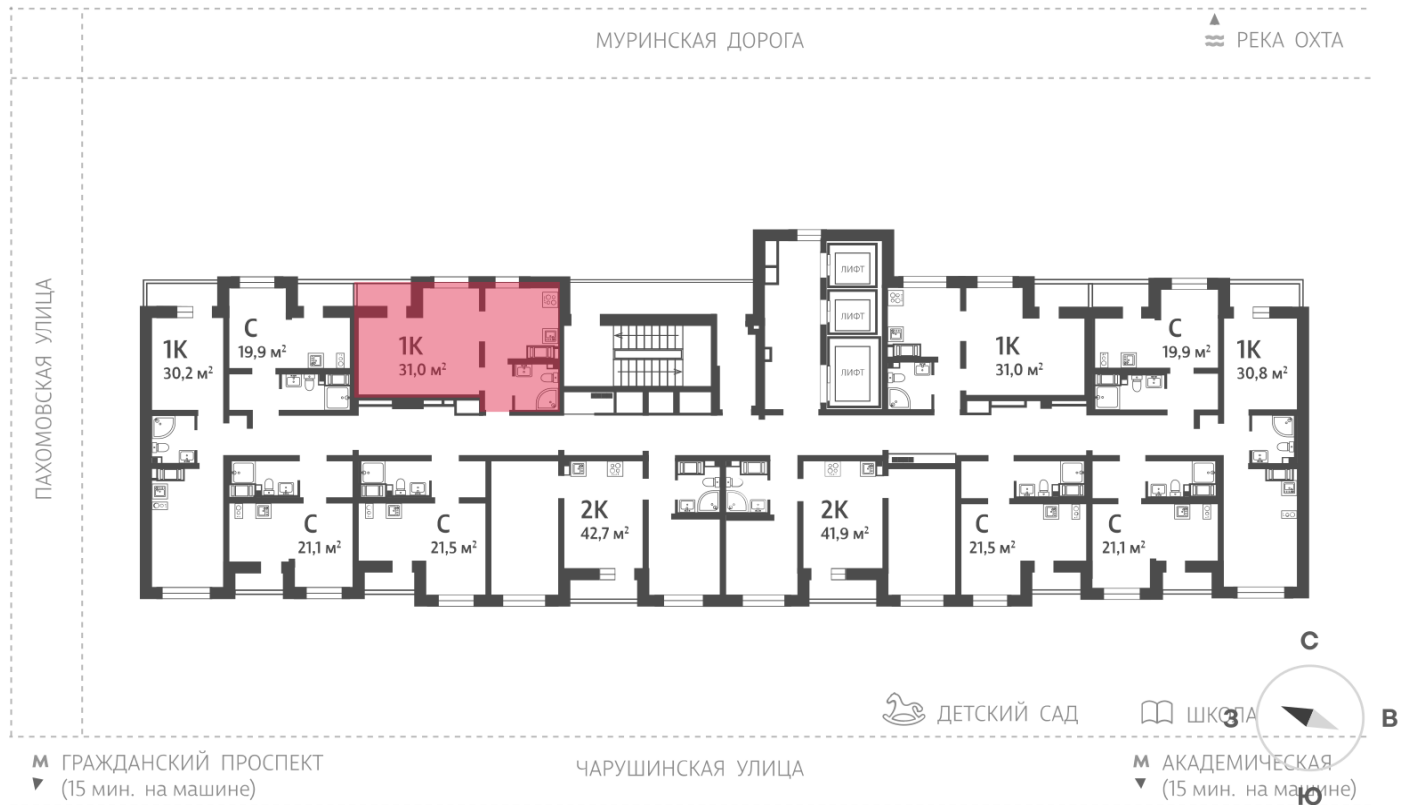 МУРИНСКАЯ ДОРОГА
РЕКА ОХТА
ПАХОМОВСКАЯ УЛИЦА
ЛИФТ
ЛИФТ
ЛИФТ
1К
30,2 м²
С
19,9 м²
1К
31,0 м²
1К
31,0 м²
С
19,9 м²
1К
30,8 м²
С
21,1 м²
С
21,5 м²
2К
42,7 м²
2К
41,9 м²
С
21,5 м²
С
21,1 м²
С
З
В
Ю
ДЕТСКИЙ САД
ШКОЛА
М ГРАЖДАНСКИЙ ПРОСПЕКТ
(15 мин. на машине)
ЧАРУШИНСКАЯ УЛИЦА
М АКАДЕМИЧЕСКАЯ
(15 мин. на машине)